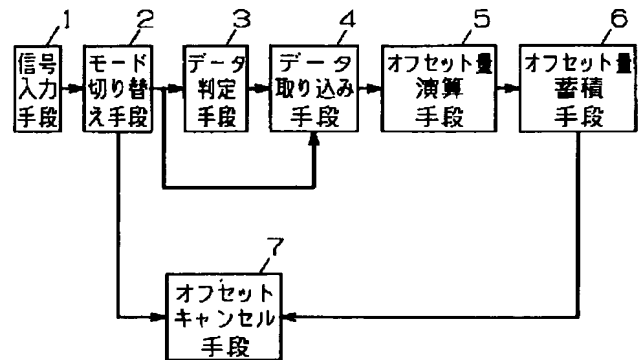 1
信号
入力
手段
2
モード
切り替
え手段
3
データ
判定
手段
4
データ
取り込み
手段
5
オフセット量
演算
手段
6
オフセット量
蓄積
手段
7
オフセット
キャンセル
手段